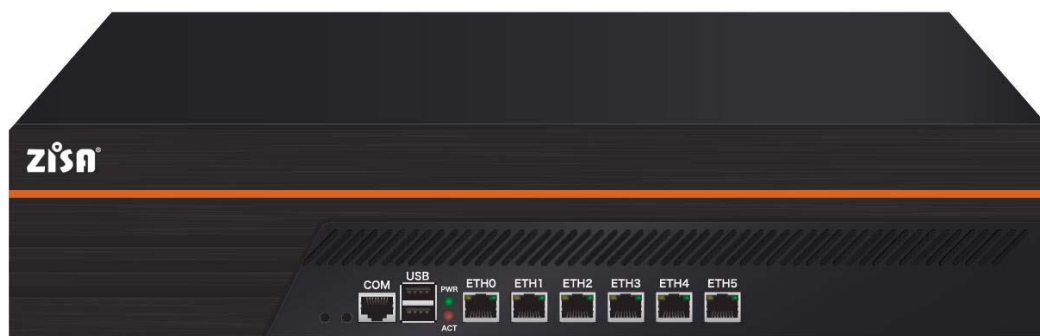 ZISA®
COM
USB
PWR
ACT
ETH0
ETH1
ETH2
ETH3
ETH4
ETH5